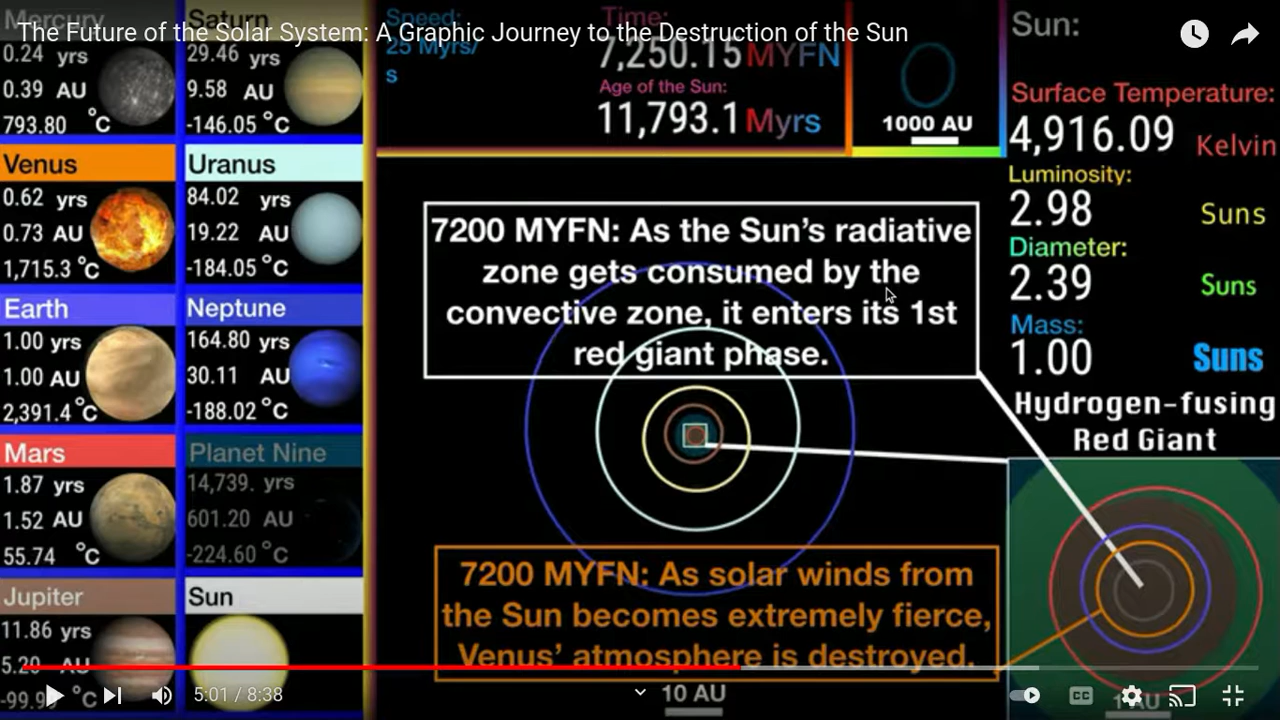 The Future of the Solar System: A Graphic Journey to the Destruction of the Sun
Mercury
0.24 yrs
0.39 AU
793.80 °C
Venus
0.62 yrs
0.73 AU
1,715.3 °C
Earth
1.00 yrs
1.00 AU
2,391.4 °C
Mars
1.87 yrs
1.52 AU
55.74 °C
Jupiter
11.86 yrs
5.20 AU
-99.9
Saturn
29.46 yrs
9.58 AU
-146.05 °C
Uranus
84.02 yrs
19.22 AU
-184.05 °C
Neptune
164.80 yrs
30.11 AU
-188.02 °C
Planet Nine
14,739. yrs
601.20 AU
-224.60 °C
Sun
Speed:
25 Myrs/
s
Time:
7,250.15 MYFN
Age of the Sun:
11,793.1 Myrs
1000 AU
7200 MYFN: As the Sun's radiative
zone gets consumed by the
convective zone, it enters its 1st
red giant phase.
7200 MYFN: As solar winds from
the Sun becomes extremely fierce,
Venus' atmosphere is destroyed.
10 AU
Sun:
Surface Temperature:
4,916.09 Kelvin
Luminosity:
2.98 Suns
Diameter:
2.39 Suns
Mass:
1.00 Suns
Hydrogen-fusing
Red Giant
1 AU
5:01 / 8:38
CC